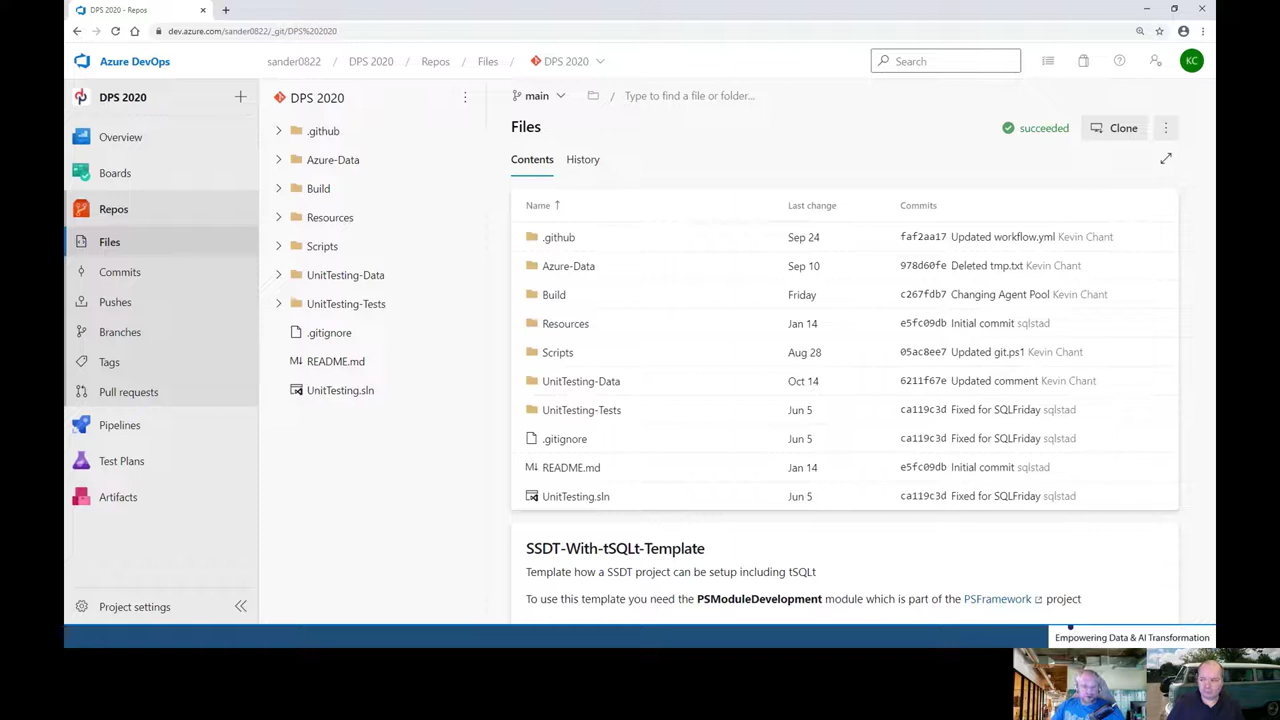 DPS 2020 - Repos
dev.azure.com/sander0822/_git/DPS%202020
Azure DevOps
sander0822 / DPS 2020 / Repos / Files / DPS 2020
Search
KC
DPS 2020
Overview
Boards
Repos
Files
Commits
Pushes
Branches
Tags
Pull requests
Pipelines
Test Plans
Artifacts
Project settings
DPS 2020
.github
Azure-Data
Build
Resources
Scripts
UnitTesting-Data
UnitTesting-Tests
.gitignore
README.md
UnitTesting.sln
main / Type to find a file or folder...
Files
succeeded
Clone
Contents History
Name Last change Commits
.github Sep 24 faf2aa17 Updated workflow.yml Kevin Chant
Azure-Data Sep 10 978d60fe Deleted tmp.txt Kevin Chant
Build Friday c267fdb7 Changing Agent Pool Kevin Chant
Resources Jan 14 e5fc09db Initial commit sqlstad
Scripts Aug 28 05ac8ee7 Updated git.ps1 Kevin Chant
UnitTesting-Data Oct 14 6211f67e Updated comment Kevin Chant
UnitTesting-Tests Jun 5 ca119c3d Fixed for SQLFriday sqlstad
.gitignore Jun 5 ca119c3d Fixed for SQLFriday sqlstad
README.md Jan 14 e5fc09db Initial commit sqlstad
UnitTesting.sln Jun 5 ca119c3d Fixed for SQLFriday sqlstad
SSDT-With-tSQLt-Template
Template how a SSDT project can be setup including tSQLt
To use this template you need the PSModuleDevelopment module which is part of the PSFramework project
Empowering Data & AI Transformation